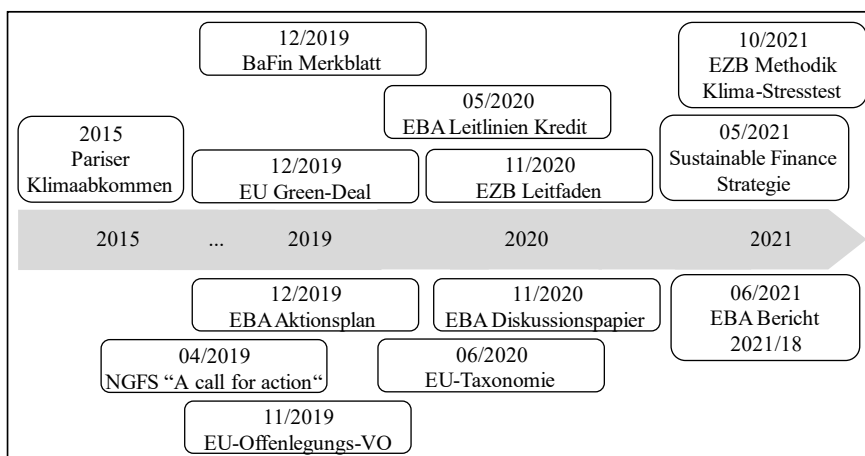 12/2019
BaFin Merkblatt
10/2021
EZB Methodik
Klima-Stresstest
05/2020
EBA Leitlinien Kredit
2015
Pariser
Klimaabkommen
12/2019
EU Green-Deal
11/2020
EZB Leitfaden
05/2021
Sustainable Finance
Strategie
2015 ... 2019 2020 2021
12/2019
EBA Aktionsplan
11/2020
EBA Diskussionspapier
06/2021
EBA Bericht
2021/18
04/2019
NGFS “A call for action“
06/2020
EU-Taxonomie
11/2019
EU-Offenlegungs-VO